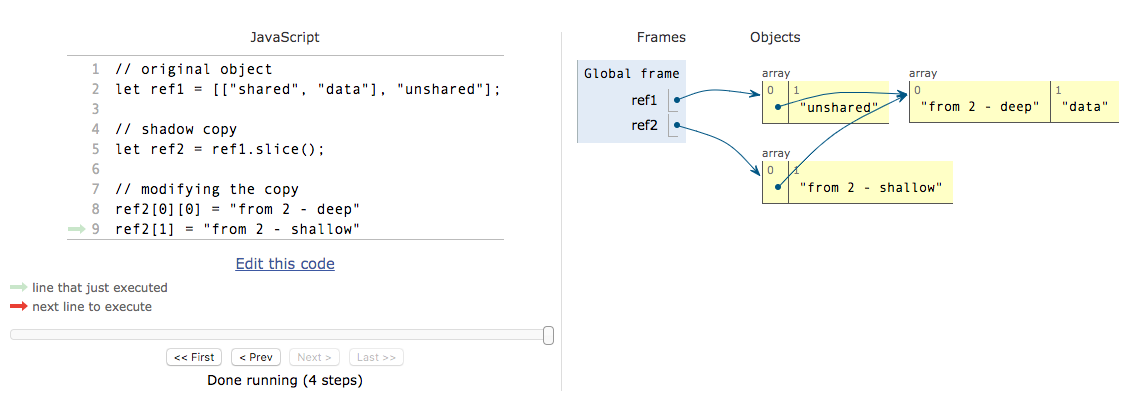 JavaScript
1 // original object
2 let ref1 = [["shared", "data"], "unshared"];
3
4 // shadow copy
5 let ref2 = ref1.slice();
6
7 // modifying the copy
8 ref2[0][0] = "from 2 - deep"
9 ref2[1] = "from 2 - shallow"
Edit this code
line that just executed
next line to execute
<< First < Prev Next > Last >>
Done running (4 steps)
Frames Objects
Global frame
ref1
ref2
array
0 1
"unshared"
array
0 1
"from 2 - deep" "data"
array
0 1
"from 2 - shallow"